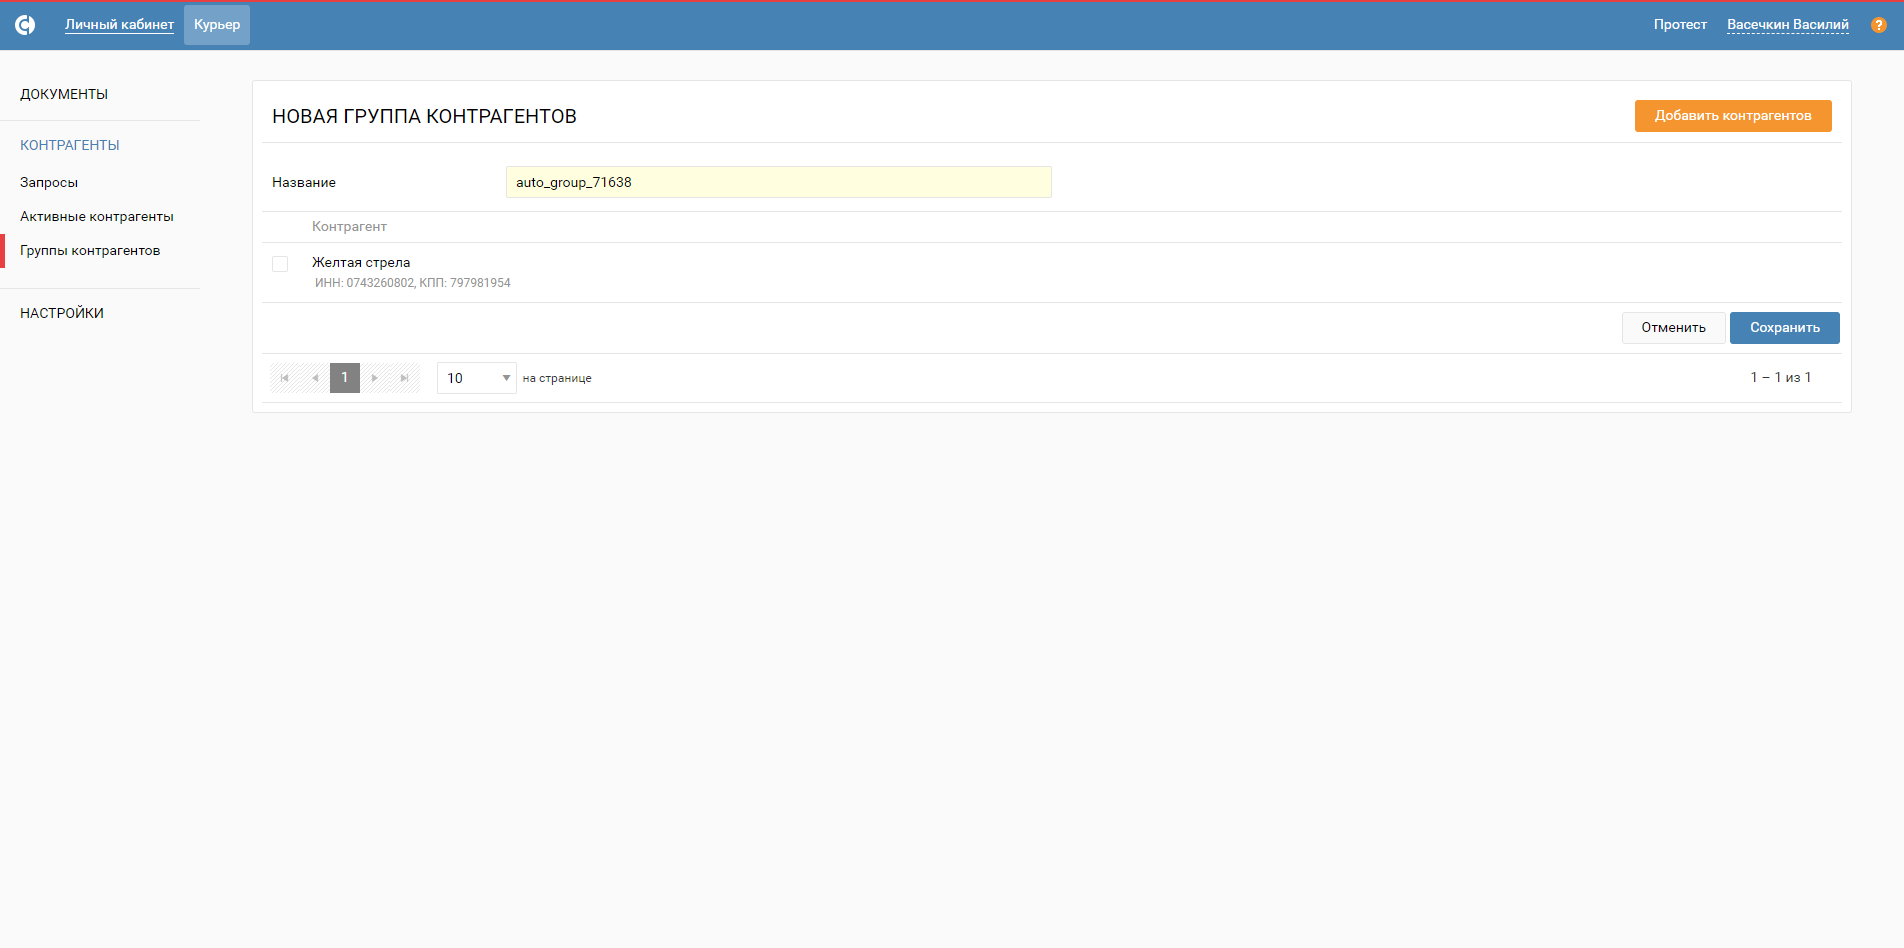 Личный кабинет
Курьер
Протест
Васечкин Василий
?
ДОКУМЕНТЫ
КОНТРАГЕНТЫ
Запросы
Активные контрагенты
Группы контрагентов
НАСТРОЙКИ
НОВАЯ ГРУППА КОНТРАГЕНТОВ
Добавить контрагентов
Название
auto_group_71638
Контрагент
Желтая стрела
ИНН: 0743260802, КПП: 797981954
Отменить
Сохранить
1
10
на странице
1 – 1 из 1